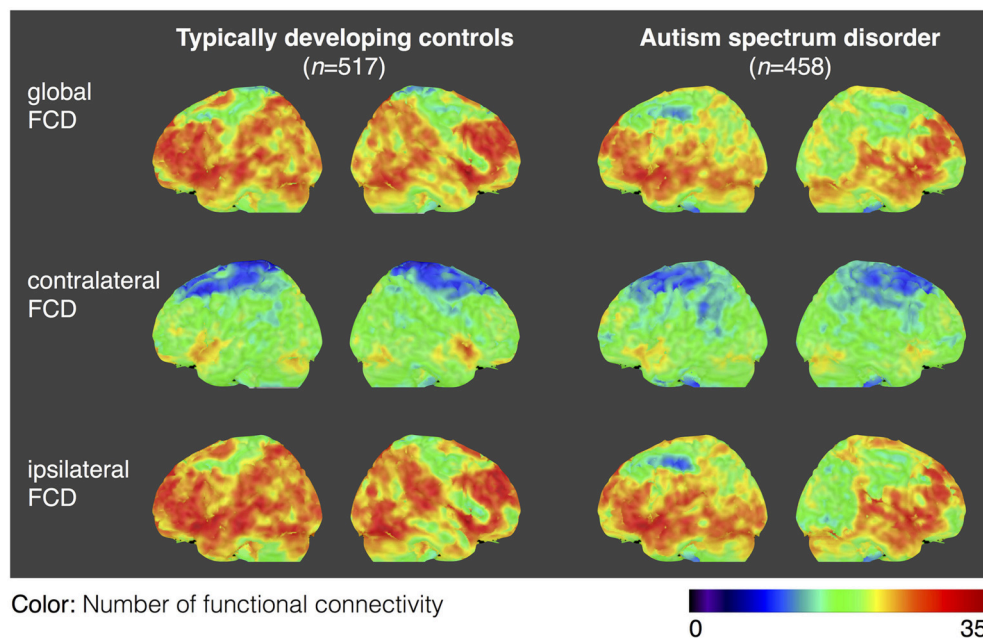 Typically developing controls
(n=517)
Autism spectrum disorder
(n=458)
global
FCD
contralateral
FCD
ipsilateral
FCD
Color: Number of functional connectivity
0
35